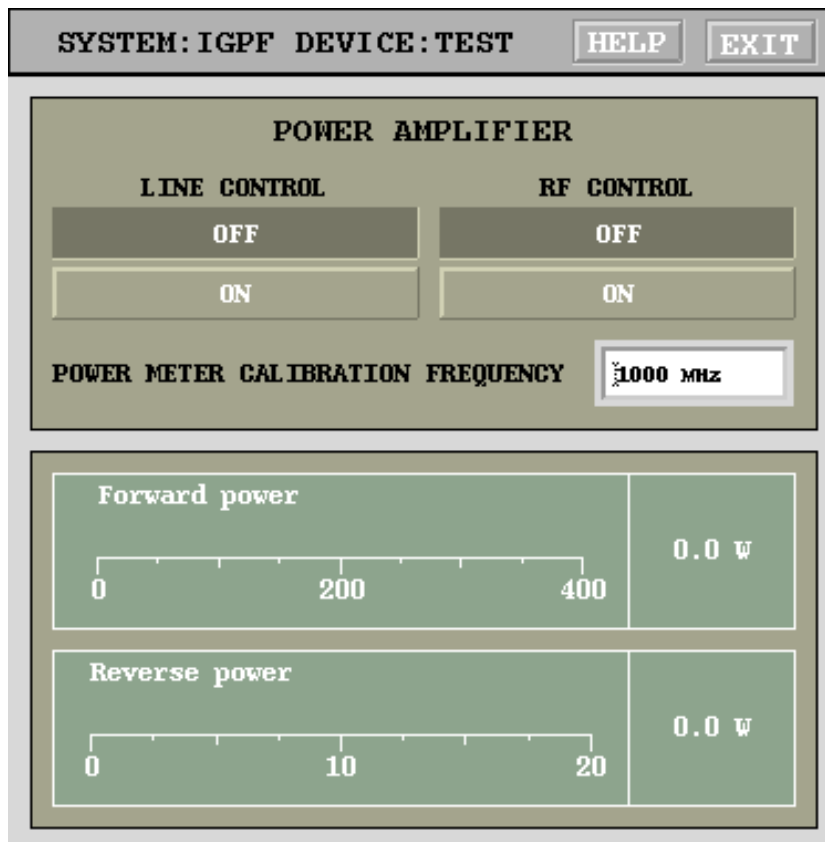 SYSTEM:IGPF DEVICE:TEST HELP EXIT
POWER AMPLIFIER
LINE CONTROL RF CONTROL
OFF OFF
ON ON
POWER METER CALIBRATION FREQUENCY 1000 MHz
Forward power
0.0 W
0 200 400
Reverse power
0.0 W
0 10 20